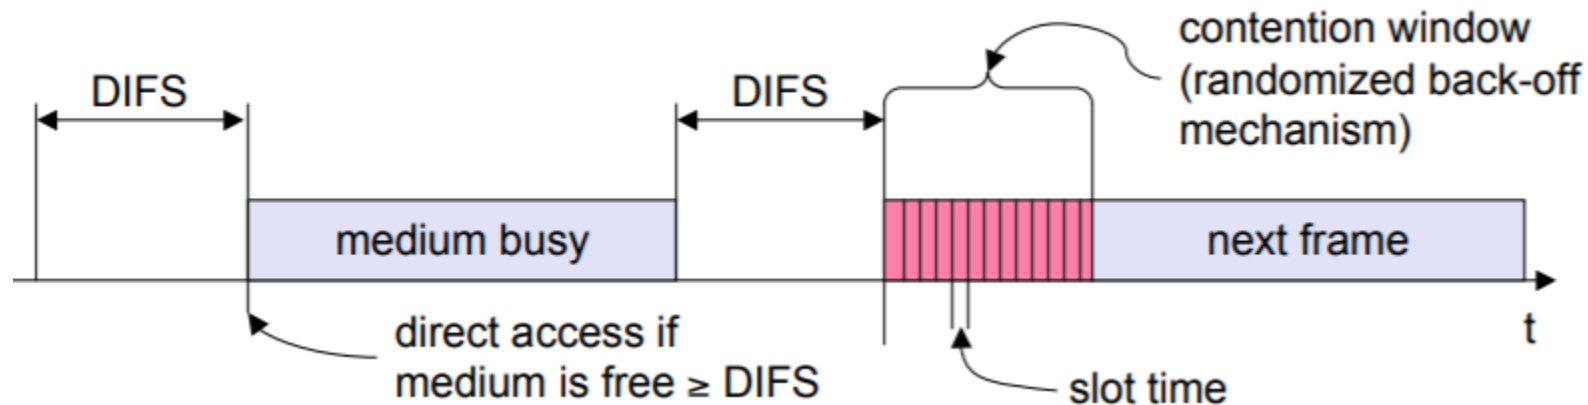 contention window
(randomized back-off
mechanism)
DIFS
DIFS
medium busy
next frame
direct access if
medium is free ≥ DIFS
t
slot time